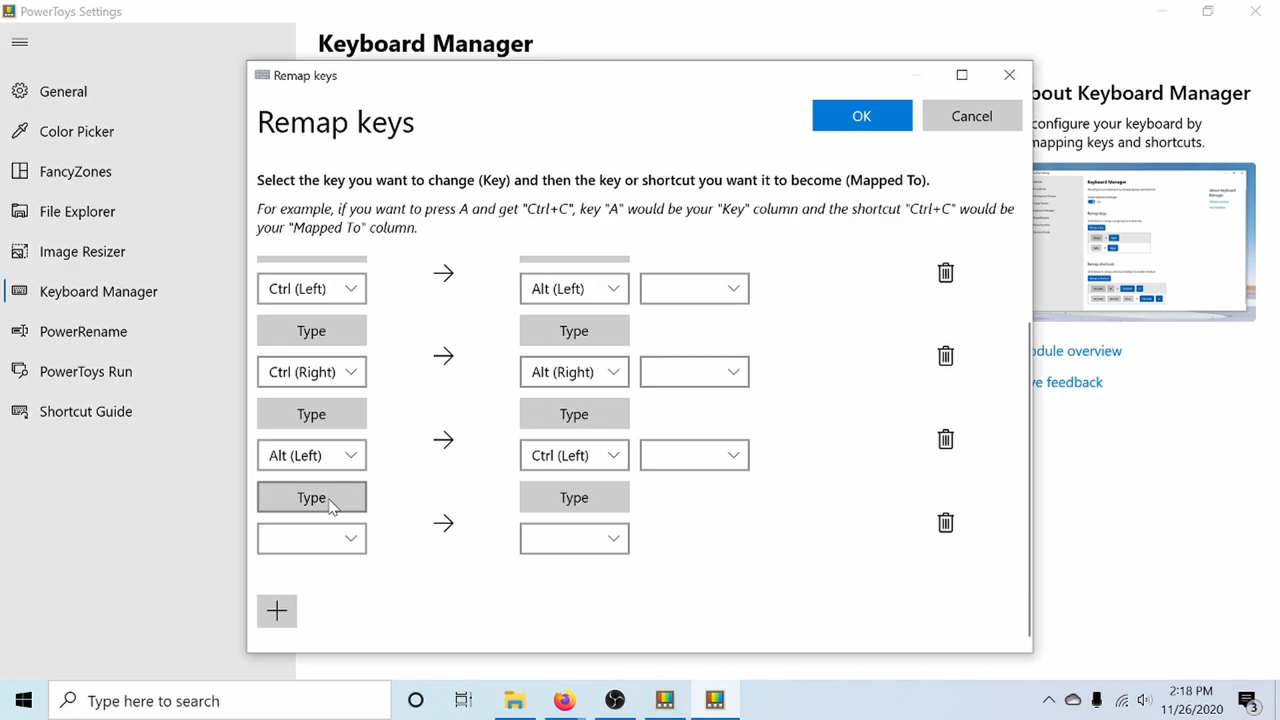 PowerToys Settings
General
Color Picker
FancyZones
File Explorer
Image Resizer
Keyboard Manager
PowerRename
PowerToys Run
Shortcut Guide
Keyboard Manager
Remap keys
Remap keys
OK
Cancel
Select the key you want to change (Key) and then the key or shortcut you want it to become (Mapped To).
For example, if you want to press A and get "Ctrl+C", key "A" would be your "Key" column and the shortcut "Ctrl+C" would be
your "Mapped To" column.
Ctrl (Left)
Alt (Left)
Type
Type
Ctrl (Right)
Alt (Right)
Type
Type
Alt (Left)
Ctrl (Left)
Type
Type
bout Keyboard Manager
configure your keyboard by
mapping keys and shortcuts.
odule overview
ve feedback
Type here to search
2:18 PM
11/26/2020
3